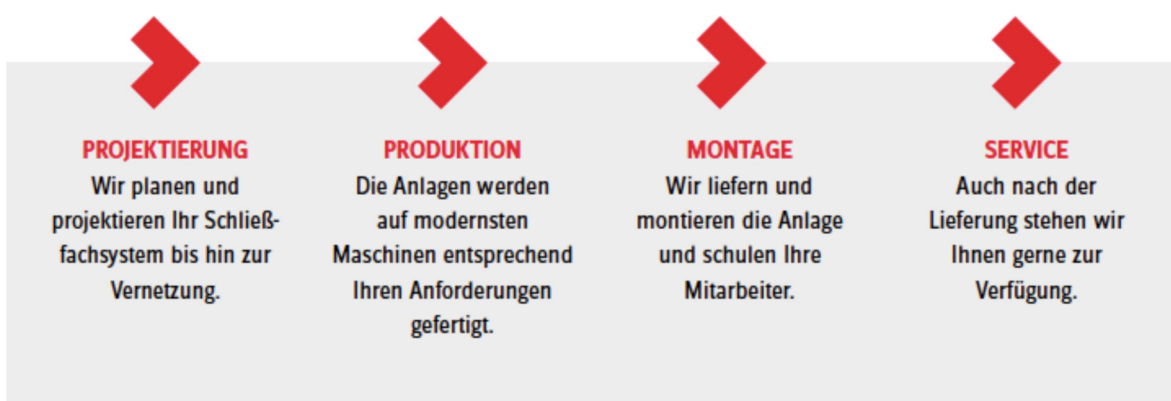 PROJEKTIERUNG
Wir planen und
projektieren Ihr Schließ-
fachsystem bis hin zur
Vernetzung.
PRODUKTION
Die Anlagen werden
auf modernsten
Maschinen entsprechend
Ihren Anforderungen
gefertigt.
MONTAGE
Wir liefern und
montieren die Anlage
und schulen Ihre
Mitarbeiter.
SERVICE
Auch nach der
Lieferung stehen wir
Ihnen gerne zur
Verfügung.